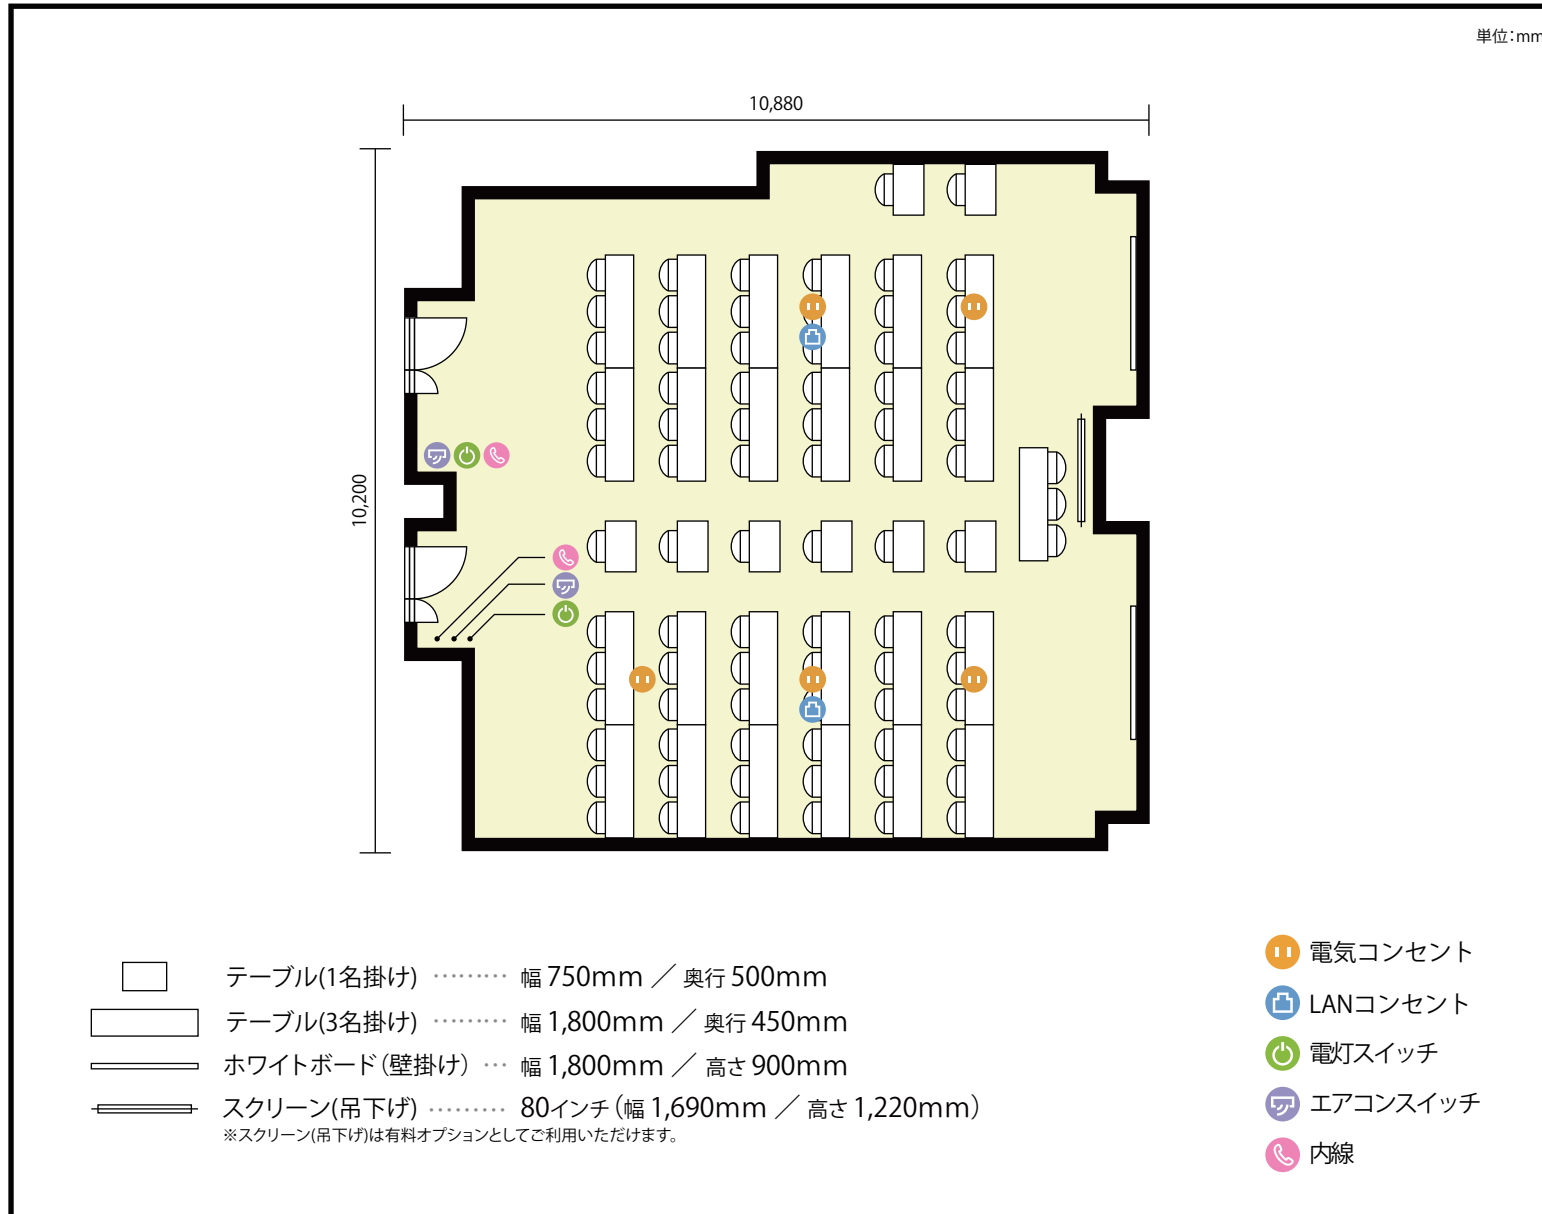 単位：mm
10,880
10,200
テーブル(1名掛け) ……… 幅 750mm ／ 奥行 500mm
テーブル(3名掛け) ……… 幅 1,800mm ／ 奥行 450mm
ホワイトボード（壁掛け） … 幅 1,800mm ／ 高さ 900mm
スクリーン(吊下げ) ……… 80インチ（幅 1,690mm ／ 高さ 1,220mm）
※スクリーン(吊下げ)は有料オプションとしてご利用いただけます。
電気コンセント
LANコンセント
電灯スイッチ
エアコンスイッチ
内線